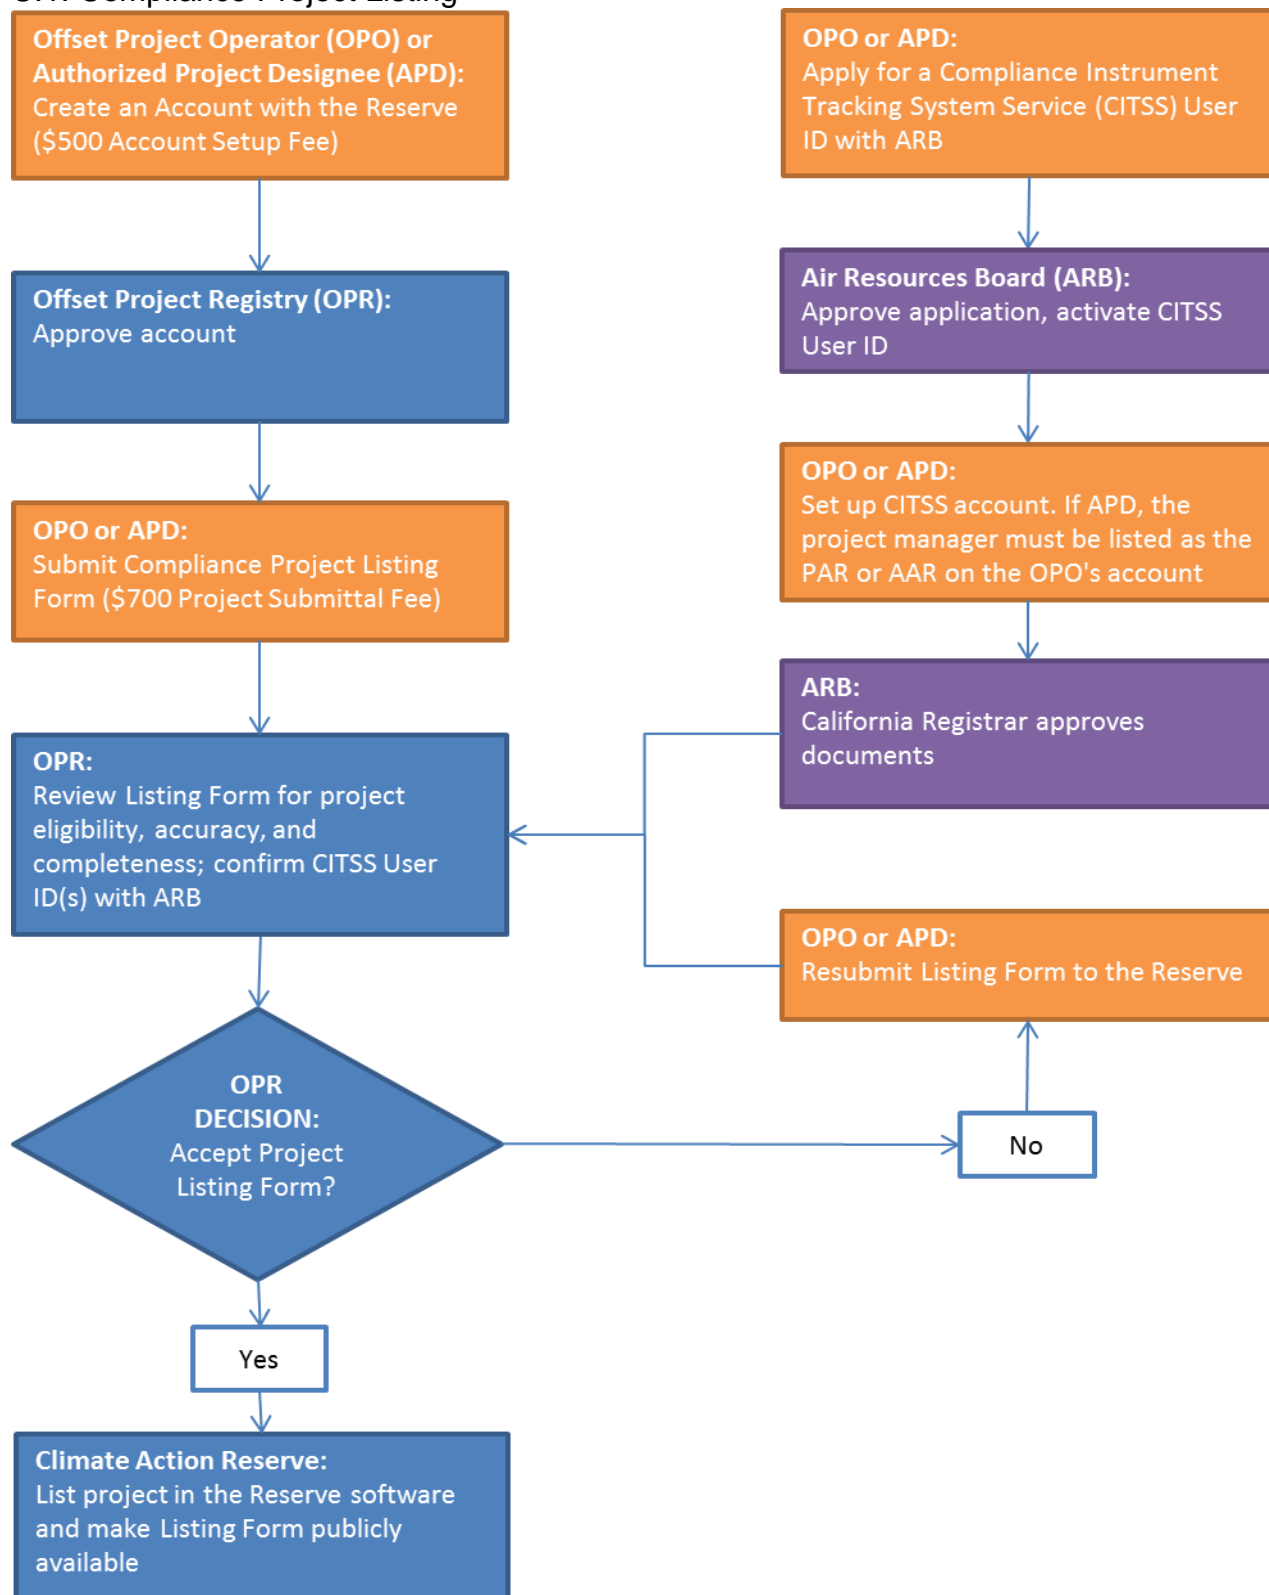 Compliance Project Listing
Offset Project Operator (OPO) or
Authorized Project Designee (APD):
Create an Account with the Reserve
($500 Account Setup Fee)
Offset Project Registry (OPR):
Approve account
OPO or APD:
Submit Compliance Project Listing
Form ($700 Project Submittal Fee)
OPR:
Review Listing Form for project
eligibility, accuracy, and
completeness; confirm CITSS User
ID(s) with ARB
OPR
DECISION:
Accept Project
Listing Form?
Yes
Climate Action Reserve:
List project in the Reserve software
and make Listing Form publicly
available
OPO or APD:
Apply for a Compliance Instrument
Tracking System Service (CITSS) User
ID with ARB
Air Resources Board (ARB):
Approve application, activate CITSS
User ID
OPO or APD:
Set up CITSS account. If APD, the
project manager must be listed as the
PAR or AAR on the OPO's account
ARB:
California Registrar approves
documents
OPO or APD:
Resubmit Listing Form to the Reserve
No